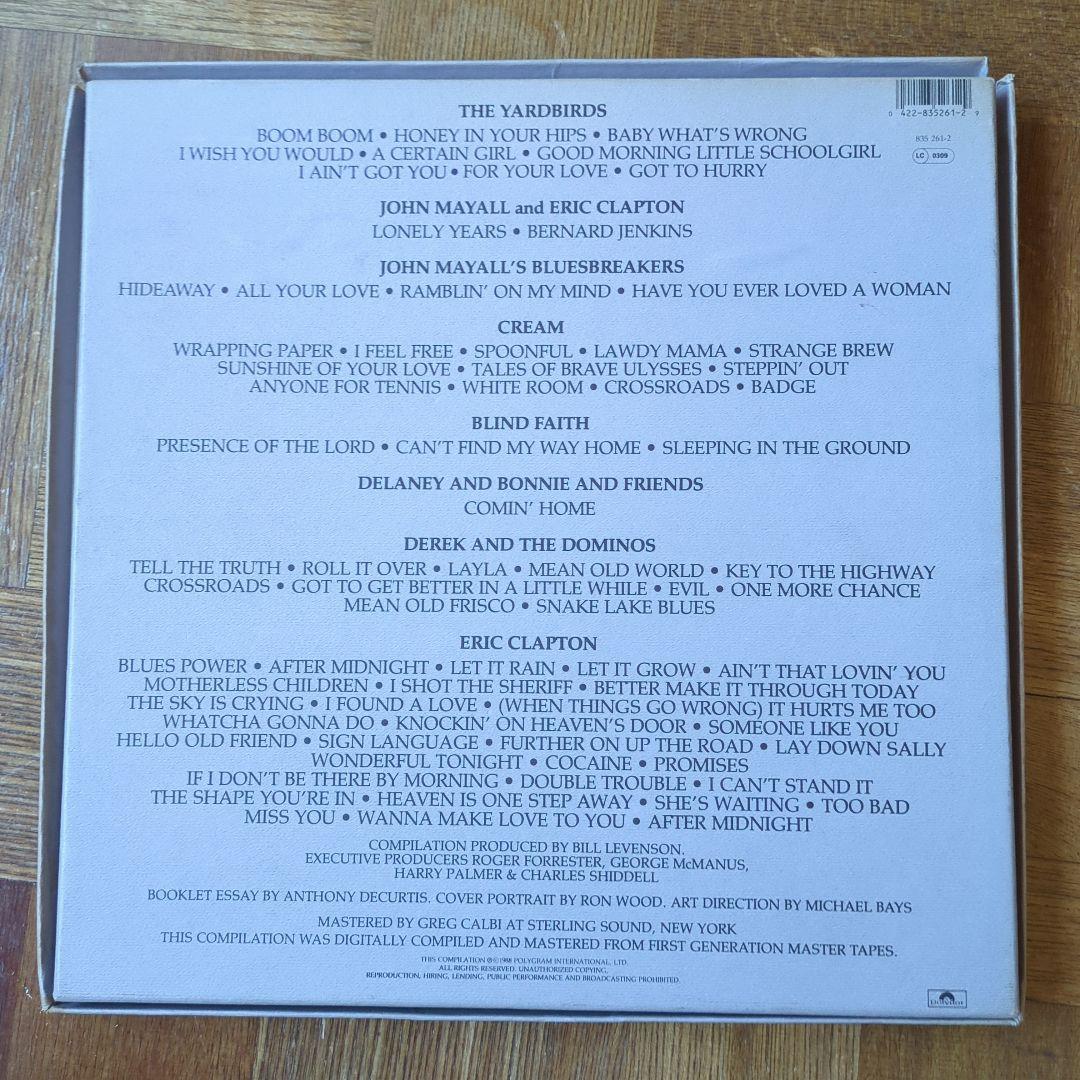 THE YARDBIRDS
BOOM BOOM • HONEY IN YOUR HIPS • BABY WHAT'S WRONG
I WISH YOU WOULD • A CERTAIN GIRL • GOOD MORNING LITTLE SCHOOLGIRL
I AIN'T GOT YOU • FOR YOUR LOVE • GOT TO HURRY
0 422-835261-2 9
835 261-2
LC 0309
JOHN MAYALL and ERIC CLAPTON
LONELY YEARS • BERNARD JENKINS
JOHN MAYALL'S BLUESBREAKERS
HIDEAWAY • ALL YOUR LOVE • RAMBLIN' ON MY MIND • HAVE YOU EVER LOVED A WOMAN
CREAM
WRAPPING PAPER • I FEEL FREE • SPOONFUL • LAWDY MAMA • STRANGE BREW
SUNSHINE OF YOUR LOVE • TALES OF BRAVE ULYSSES • STEPPIN' OUT
ANYONE FOR TENNIS • WHITE ROOM • CROSSROADS • BADGE
BLIND FAITH
PRESENCE OF THE LORD • CAN'T FIND MY WAY HOME • SLEEPING IN THE GROUND
DELANEY AND BONNIE AND FRIENDS
COMIN' HOME
DEREK AND THE DOMINOS
TELL THE TRUTH • ROLL IT OVER • LAYLA • MEAN OLD WORLD • KEY TO THE HIGHWAY
CROSSROADS • GOT TO GET BETTER IN A LITTLE WHILE • EVIL • ONE MORE CHANCE
MEAN OLD FRISCO • SNAKE LAKE BLUES
ERIC CLAPTON
BLUES POWER • AFTER MIDNIGHT • LET IT RAIN • LET IT GROW • AIN'T THAT LOVIN' YOU
MOTHERLESS CHILDREN • I SHOT THE SHERIFF • BETTER MAKE IT THROUGH TODAY
THE SKY IS CRYING • I FOUND A LOVE • (WHEN THINGS GO WRONG) IT HURTS ME TOO
WHATCHA GONNA DO • KNOCKIN' ON HEAVEN'S DOOR • SOMEONE LIKE YOU
HELLO OLD FRIEND • SIGN LANGUAGE • FURTHER ON UP THE ROAD • LAY DOWN SALLY
WONDERFUL TONIGHT • COCAINE • PROMISES
IF I DON'T BE THERE BY MORNING • DOUBLE TROUBLE • I CAN'T STAND IT
THE SHAPE YOU'RE IN • HEAVEN IS ONE STEP AWAY • SHE'S WAITING • TOO BAD
MISS YOU • WANNA MAKE LOVE TO YOU • AFTER MIDNIGHT
COMPILATION PRODUCED BY BILL LEVENSON.
EXECUTIVE PRODUCERS ROGER FORRESTER, GEORGE McMANUS,
HARRY PALMER & CHARLES SHIDDELL
BOOKLET ESSAY BY ANTHONY DECURTIS. COVER PORTRAIT BY RON WOOD. ART DIRECTION BY MICHAEL BAYS
MASTERED BY GREG CALBI AT STERLING SOUND, NEW YORK
THIS COMPILATION WAS DIGITALLY COMPILED AND MASTERED FROM FIRST GENERATION MASTER TAPES.
THIS COMPILATION ℗©1988 POLYGRAM INTERNATIONAL, LTD.
ALL RIGHTS RESERVED. UNAUTHORIZED COPYING,
REPRODUCTION, HIRING, LENDING, PUBLIC PERFORMANCE AND BROADCASTING PROHIBITED.
Polydor